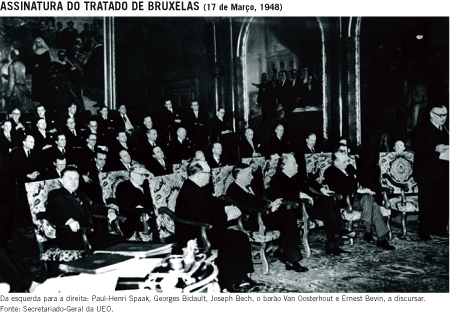 ASSINATURA DO TRATADO DE BRUXELAS (17 de Março, 1948)
Da esquerda para a direita: Paul-Henri Spaak, Georges Bidault, Joseph Bech, o barão Van Oosterhout e Ernest Bevin, a discursar.
Fonte: Secretariado-Geral da UEO.